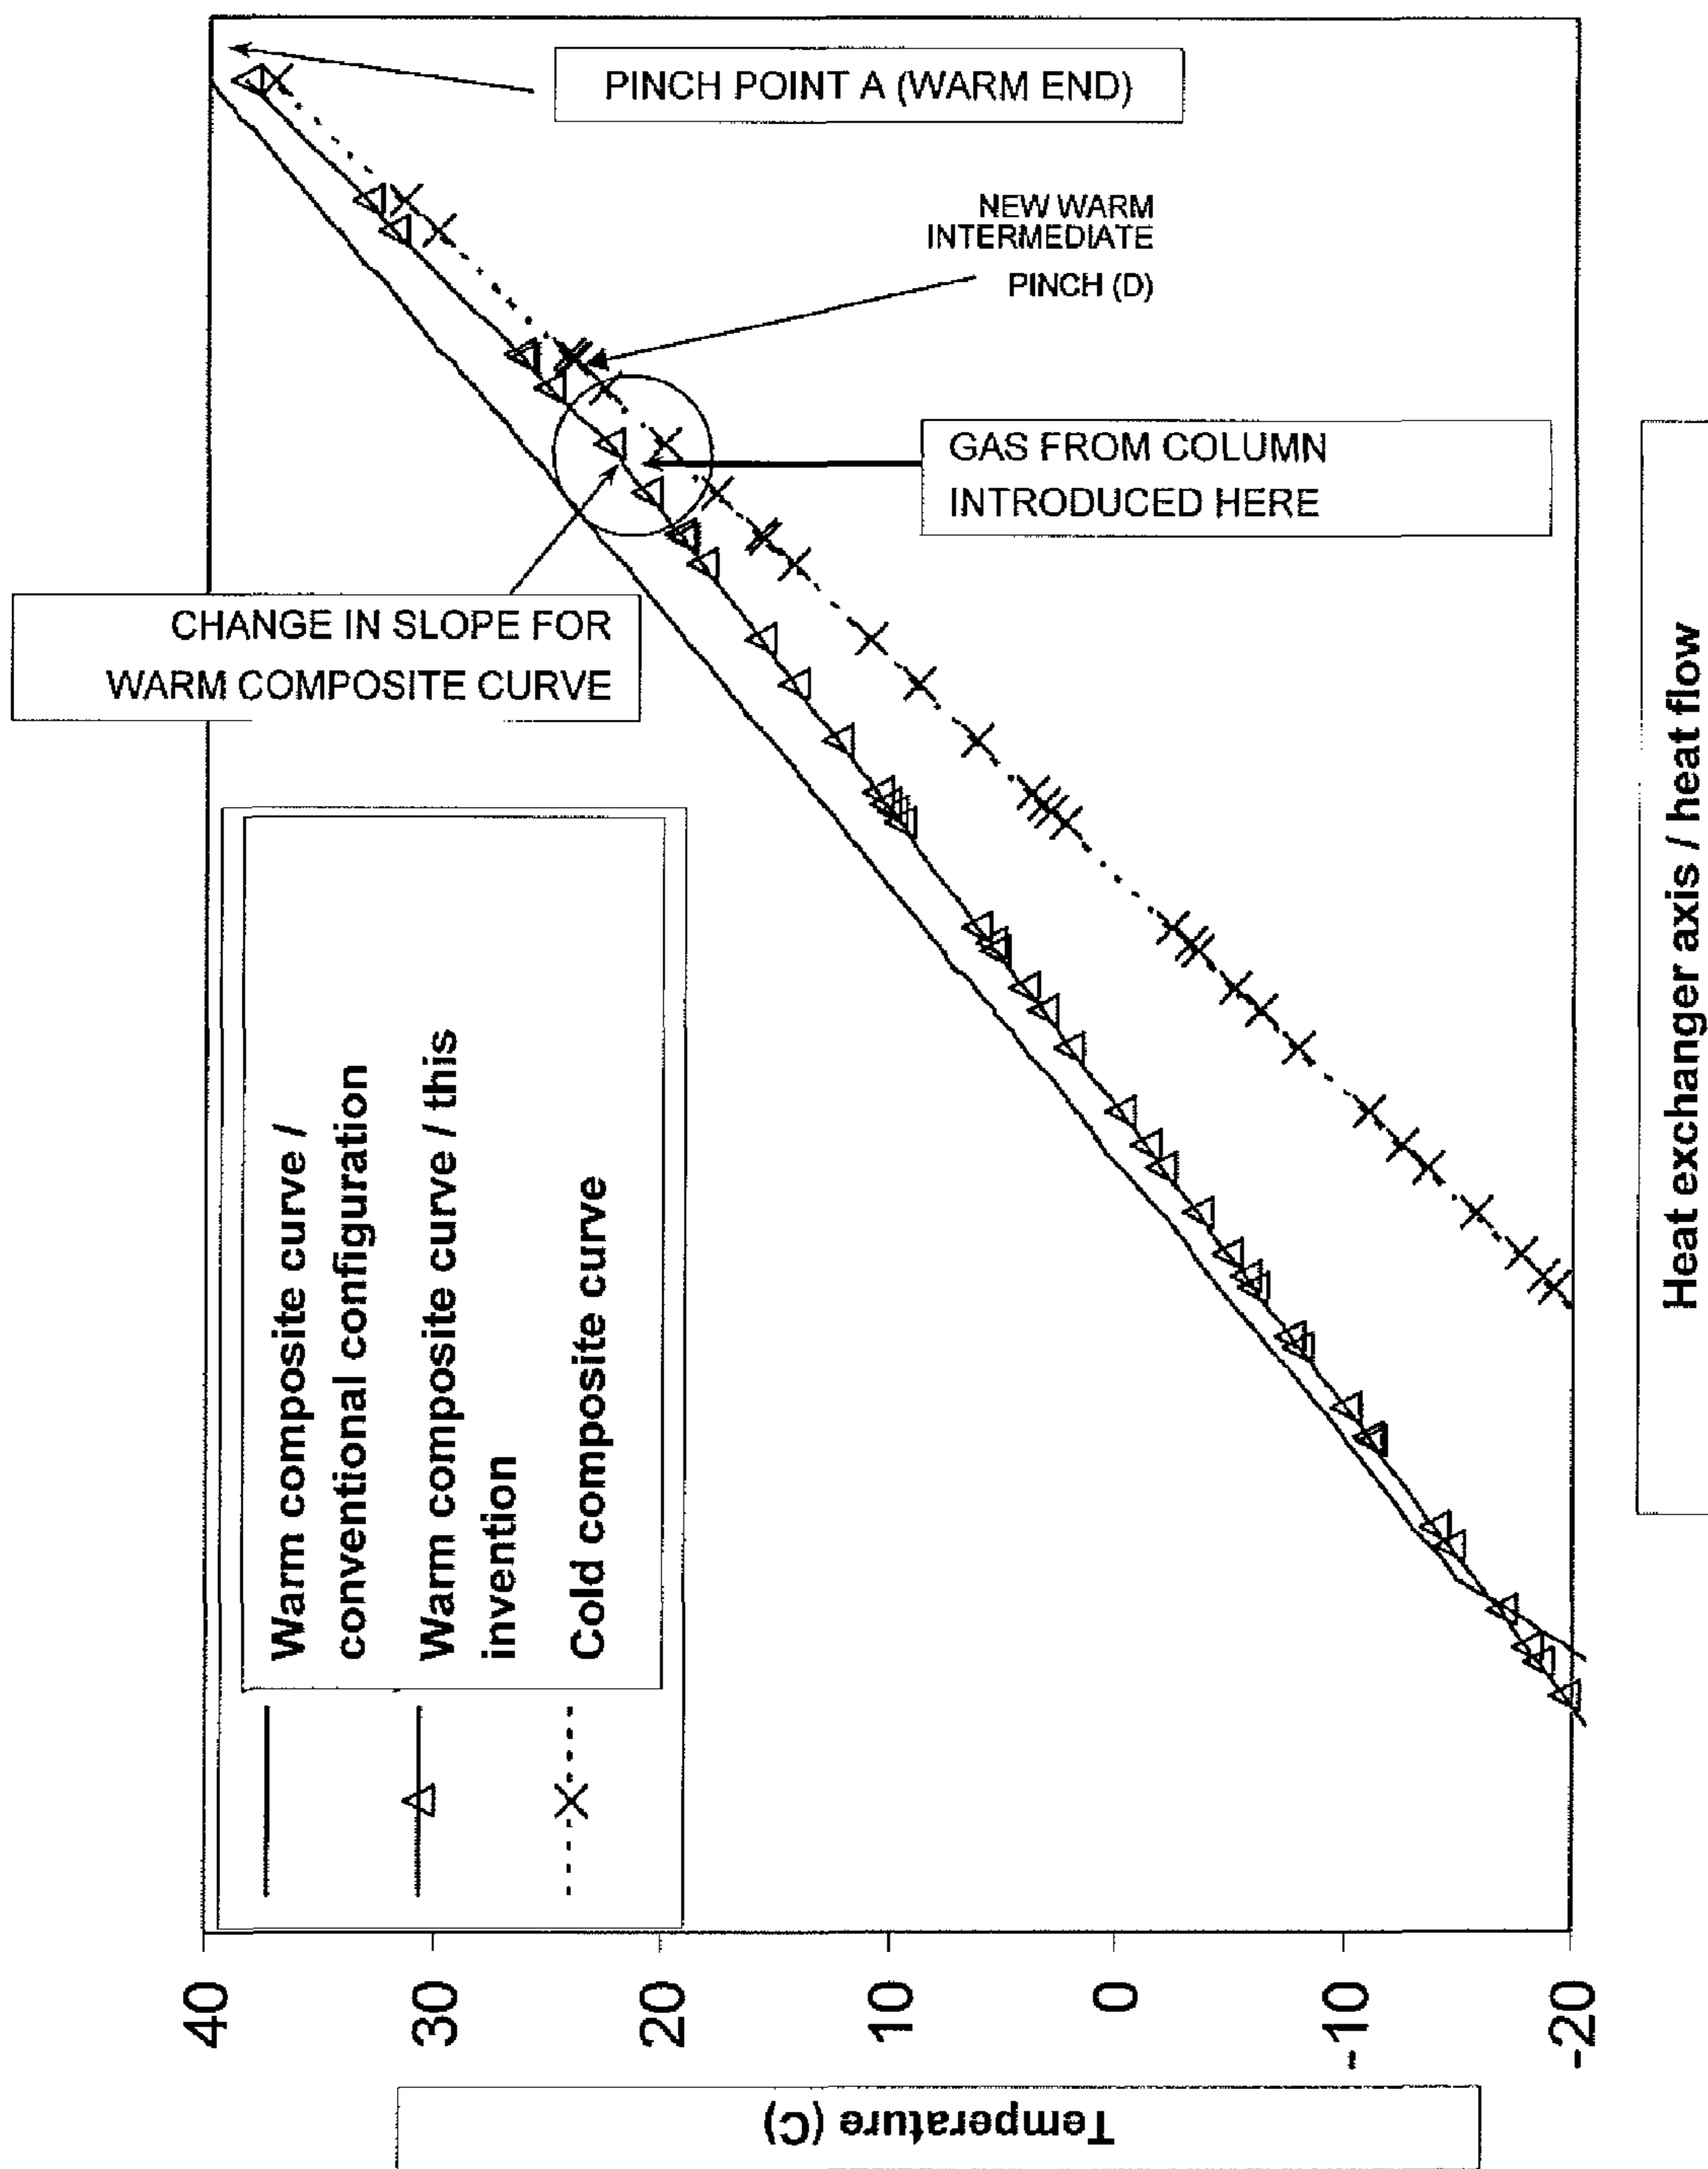 PINCH POINT A (WARM END)
NEW WARM
INTERMEDIATE
PINCH (D)
GAS FROM COLUMN
INTRODUCED HERE
CHANGE IN SLOPE FOR
WARM COMPOSITE CURVE
Warm composite curve /
conventional configuration
Warm composite curve / this
invention
Cold composite curve
40
30
20
10
0
-10
-20
Temperature (C)
Heat exchanger axis / heat flow